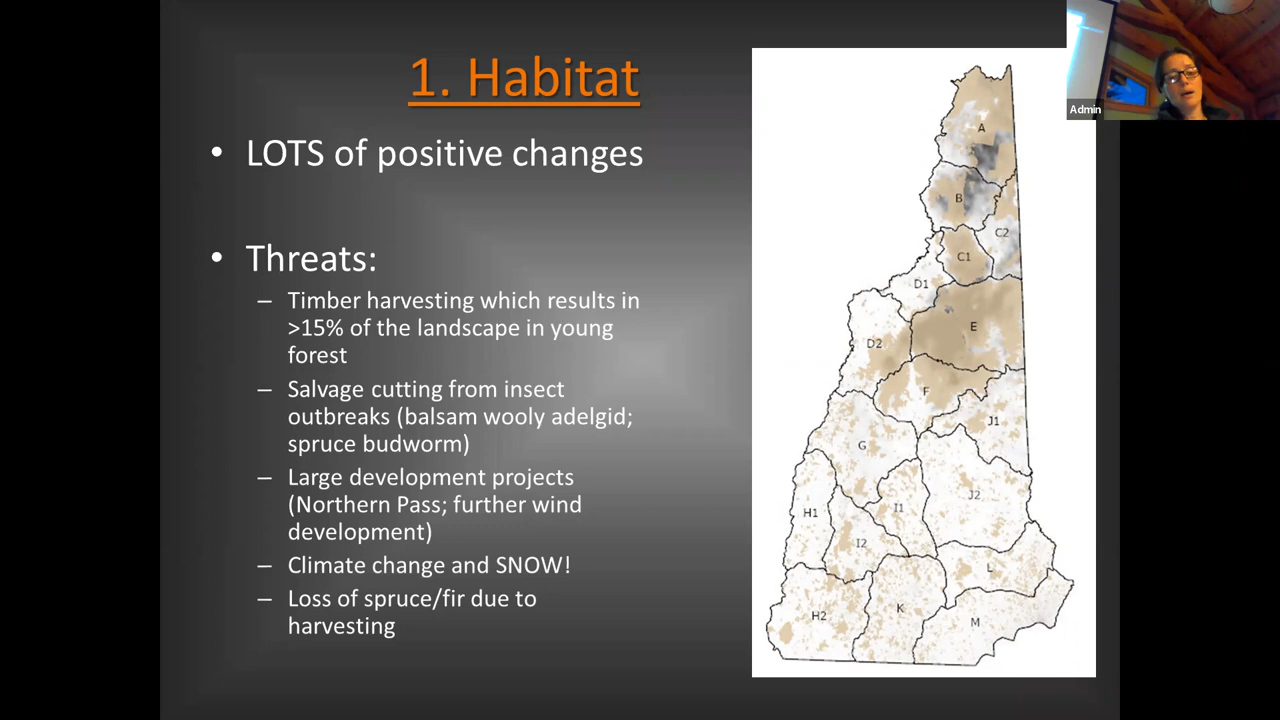 1. Habitat
• LOTS of positive changes
• Threats:
– Timber harvesting which results in
>15% of the landscape in young
forest
– Salvage cutting from insect
outbreaks (balsam wooly adelgid;
spruce budworm)
– Large development projects
(Northern Pass; further wind
development)
– Climate change and SNOW!
– Loss of spruce/fir due to
harvesting
A
B
C2
C1
D1
E
D2
F
J1
G
J2
H1
I1
I2
L
H2
K
M
Admin